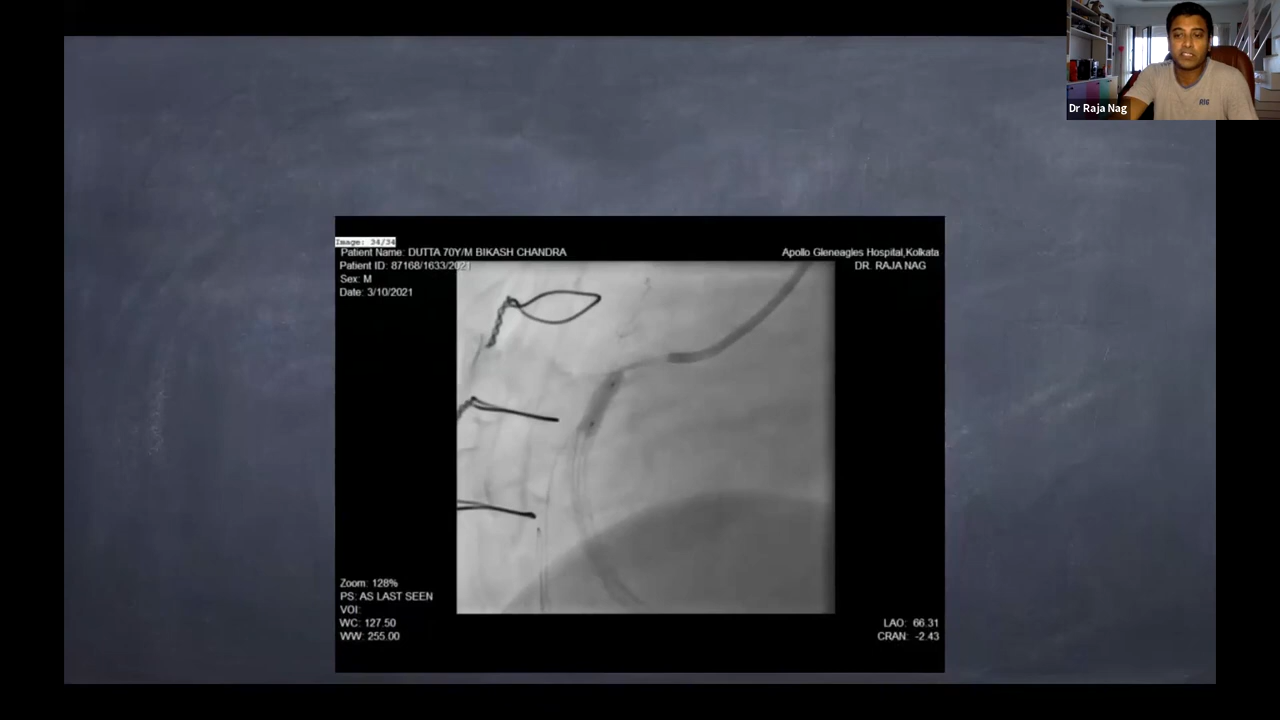 Dr Raja Nag
Image: 34/34
Patient Name: DUTTA 70Y/M BIKASH CHANDRA
Apollo Gleneagles Hospital,Kolkata
Patient ID: 87168/1633/2021
DR. RAJA NAG
Sex: M
Date: 3/10/2021
Zoom: 128%
PS: AS LAST SEEN
VOI:
WC: 127.50
LAO: 66.31
WW: 255.00
CRAN: -2.43